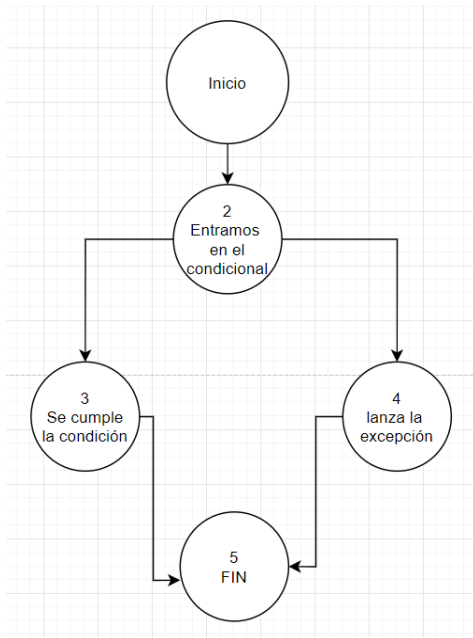 Inicio
2
Entramos
en el
condicional
3
Se cumple
la condición
4
lanza la
excepción
5
FIN